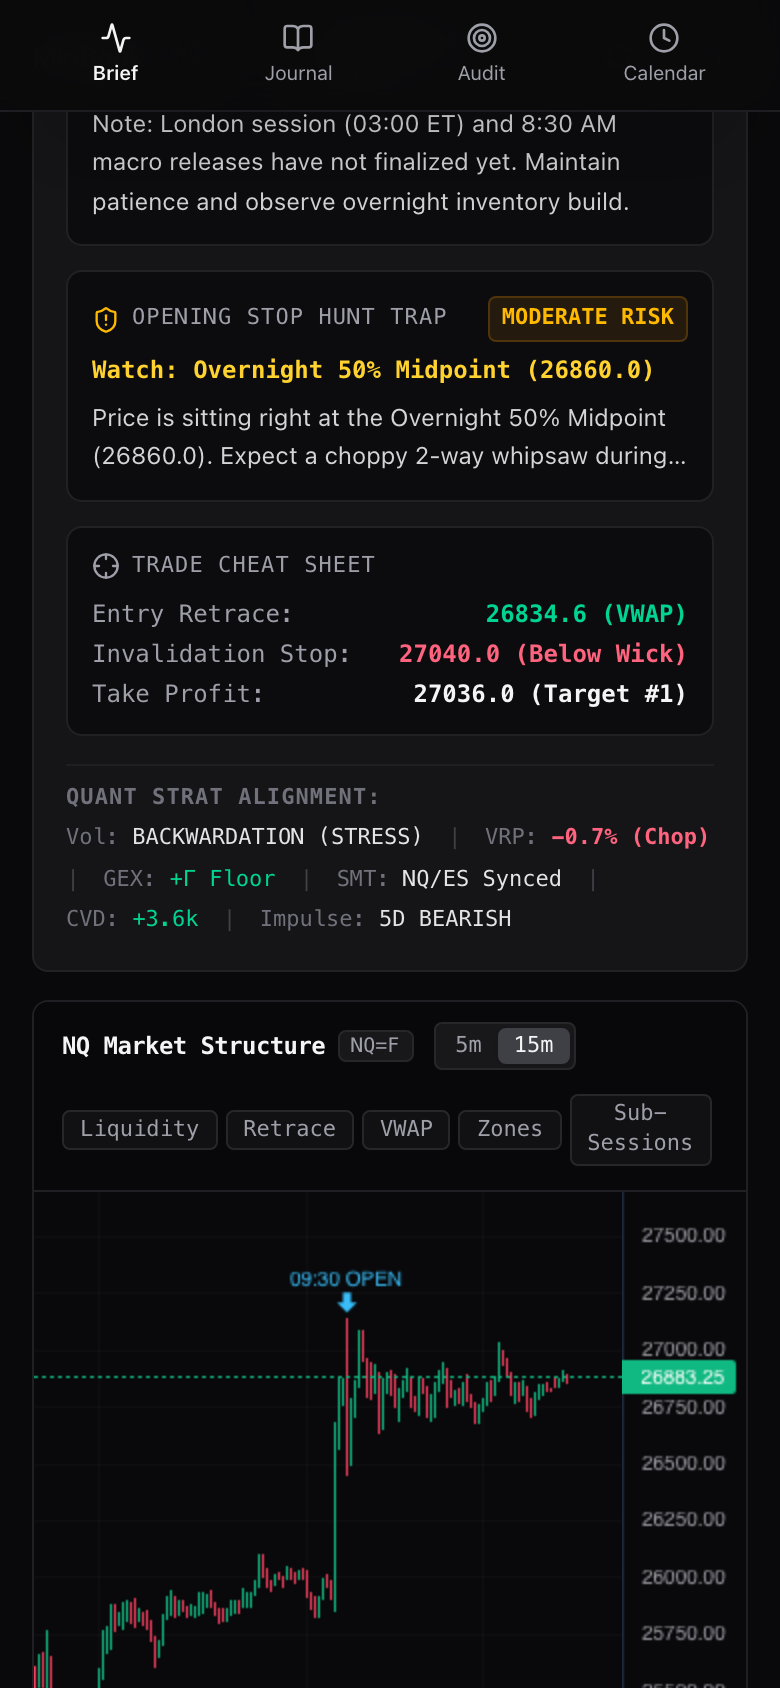 Brief Journal Audit Calendar
Note: London session (03:00 ET) and 8:30 AM
macro releases have not finalized yet. Maintain
patience and observe overnight inventory build.
OPENING STOP HUNT TRAP MODERATE RISK
Watch: Overnight 50% Midpoint (26860.0)
Price is sitting right at the Overnight 50% Midpoint
(26860.0). Expect a choppy 2-way whipsaw during...
TRADE CHEAT SHEET
Entry Retrace: 26834.6 (VWAP)
Invalidation Stop: 27040.0 (Below Wick)
Take Profit: 27036.0 (Target #1)
QUANT STRAT ALIGNMENT:
Vol: BACKWARDATION (STRESS) | VRP: −0.7% (Chop)
| GEX: +Γ Floor | SMT: NQ/ES Synced |
CVD: +3.6k | Impulse: 5D BEARISH
NQ Market Structure NQ=F 5m 15m
Liquidity Retrace VWAP Zones Sub-
Sessions
27500.00
09:30 OPEN
27250.00
27000.00
26883.25
26750.00
26500.00
26250.00
26000.00
25750.00